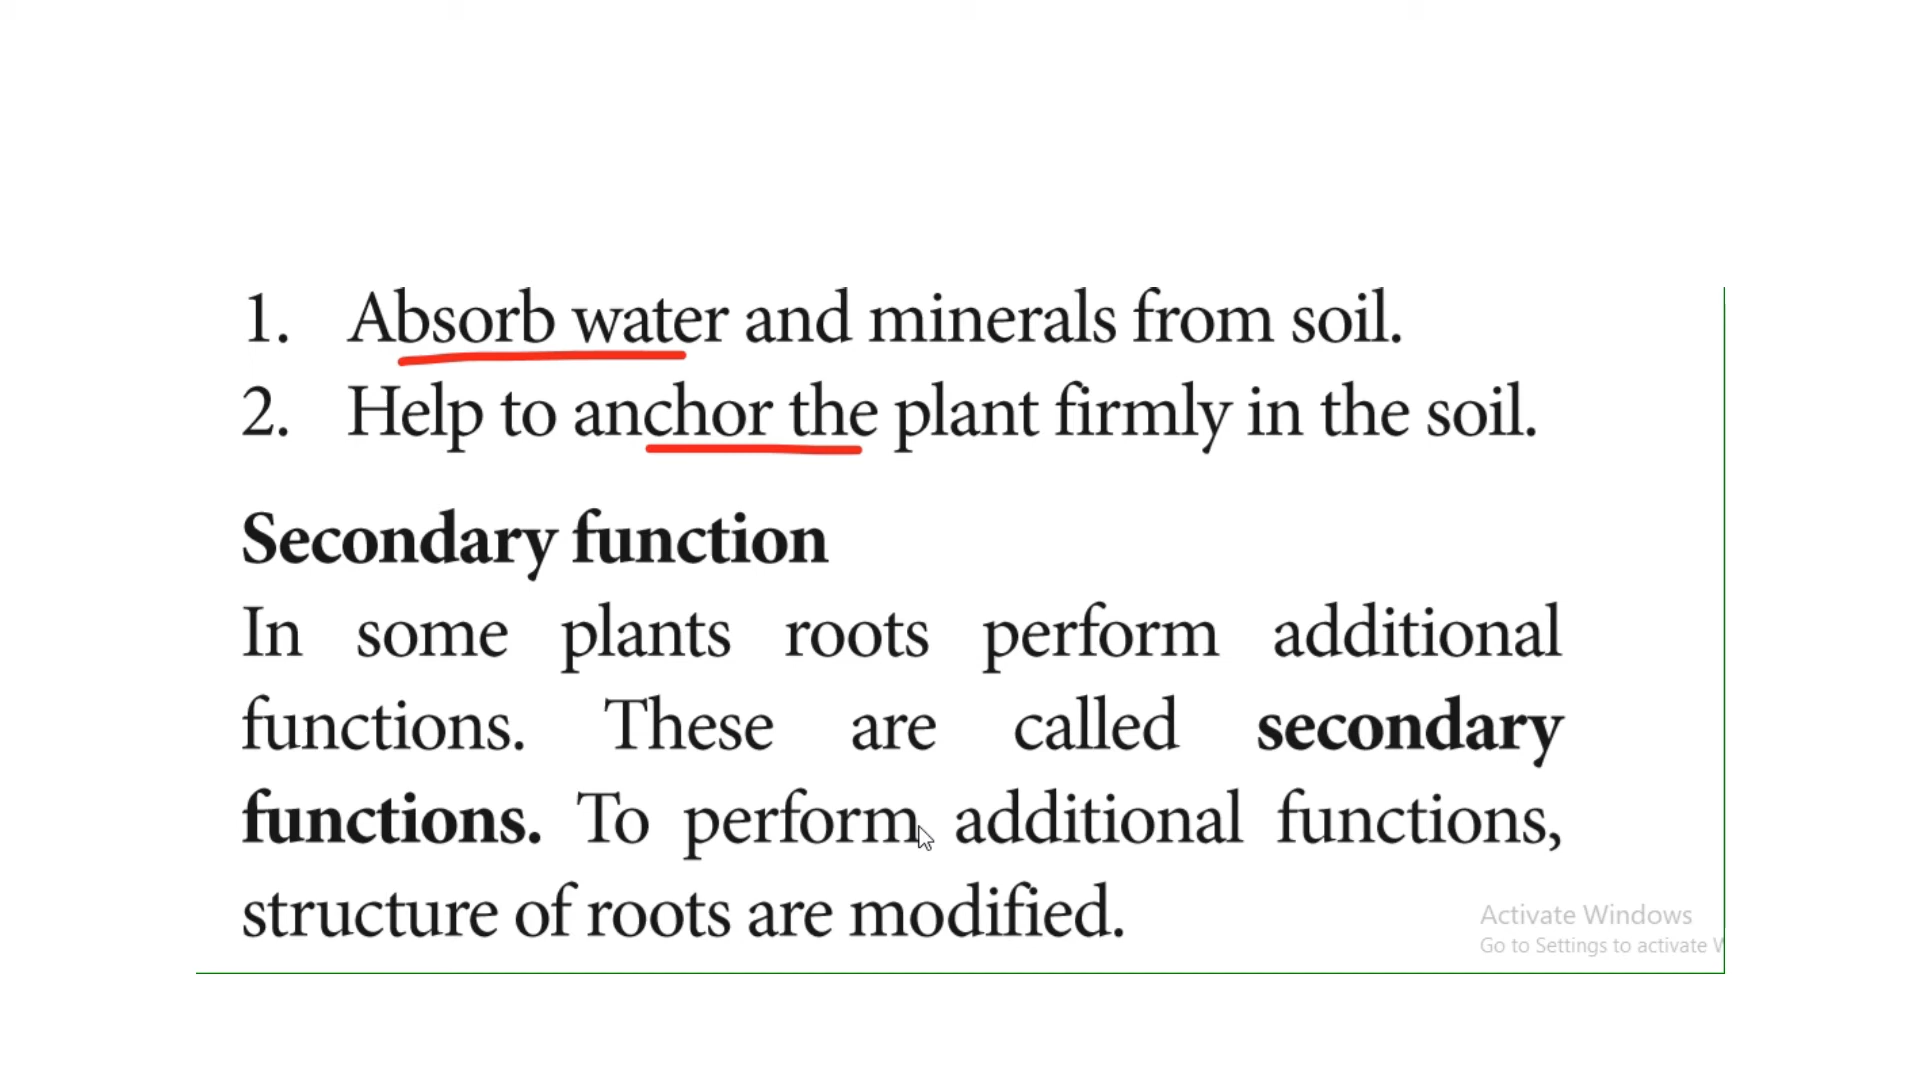 1. Absorb water and minerals from soil.
2. Help to anchor the plant firmly in the soil.
Secondary function
In some plants roots perform additional
functions. These are called secondary
functions. To perform additional functions,
structure of roots are modified.
Activate Windows
Go to Settings to activate